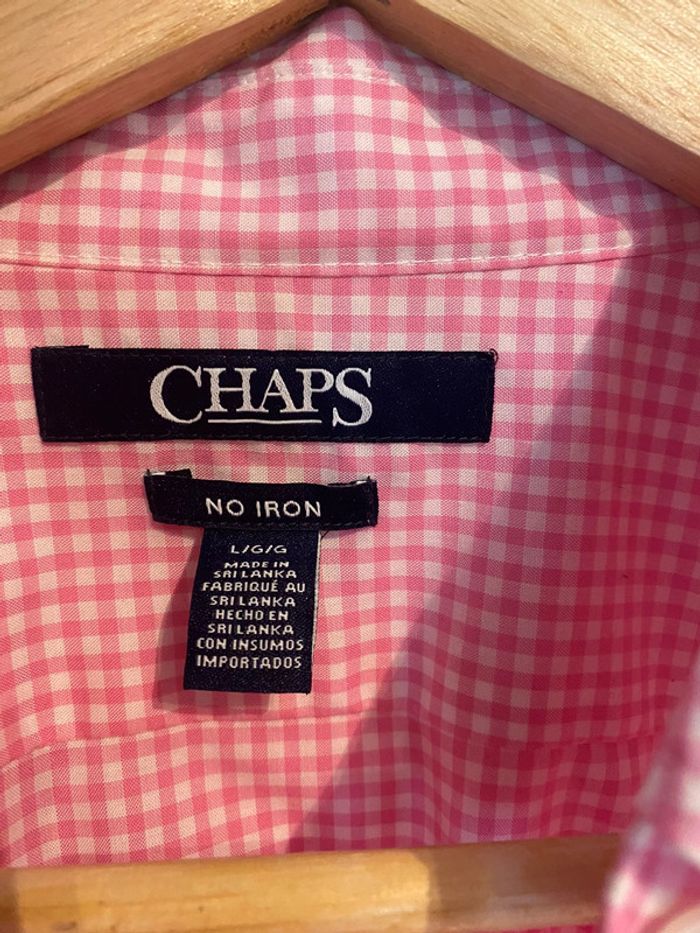 CHAPS
NO IRON
L/G/G
MADE IN
SRI LANKA
FABRIQUÉ AU
SRI LANKA
HECHO EN
SRI LANKA
CON INSUMOS
IMPORTADOS